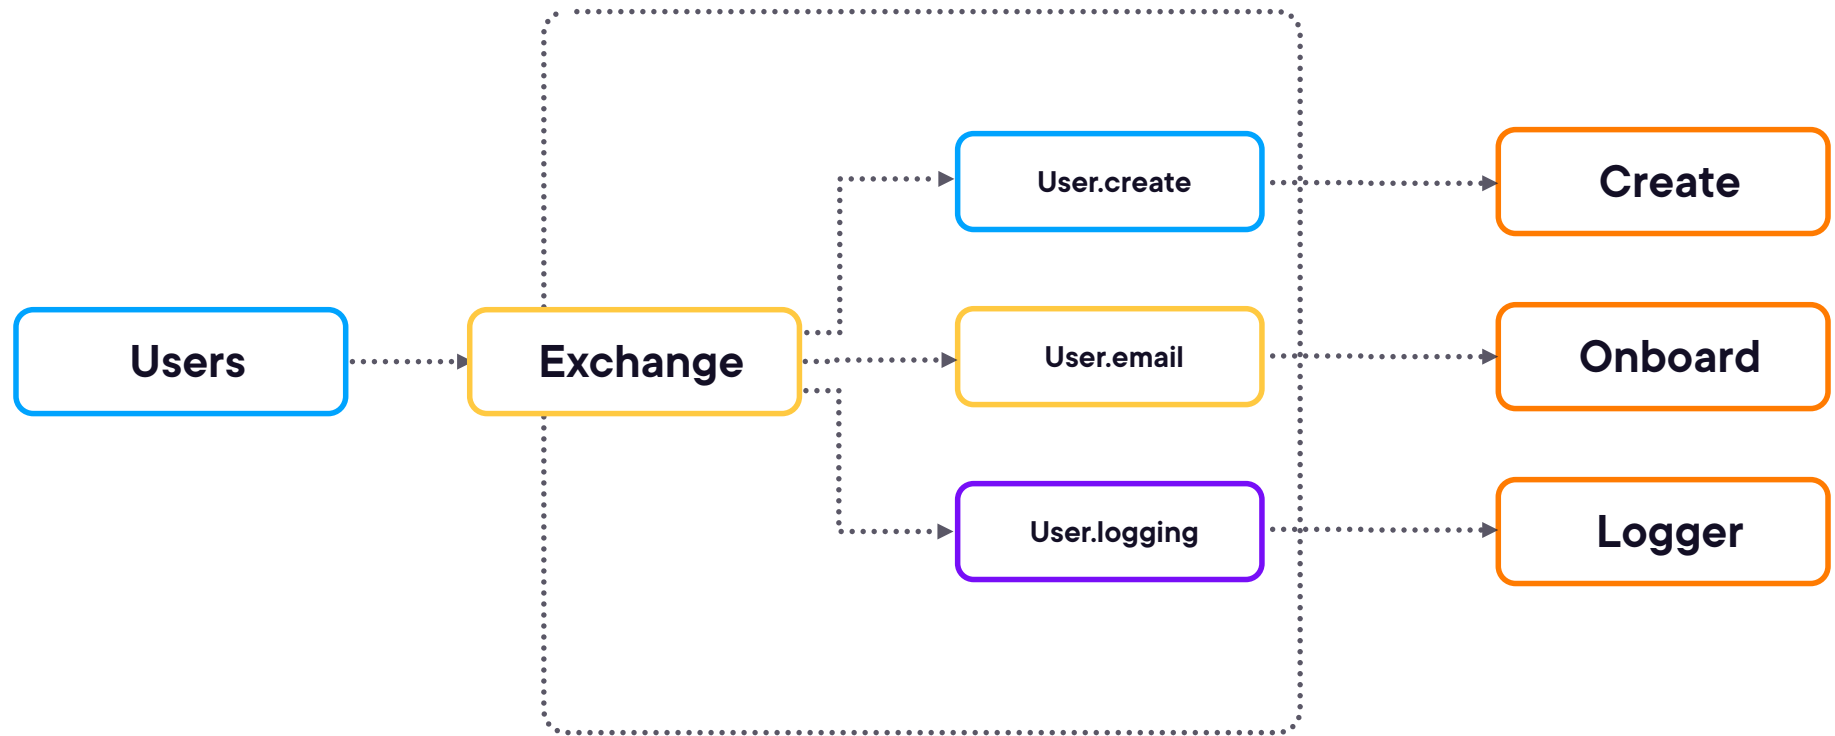 Users
Exchange
User.create
User.email
User.logging
Create
Onboard
Logger